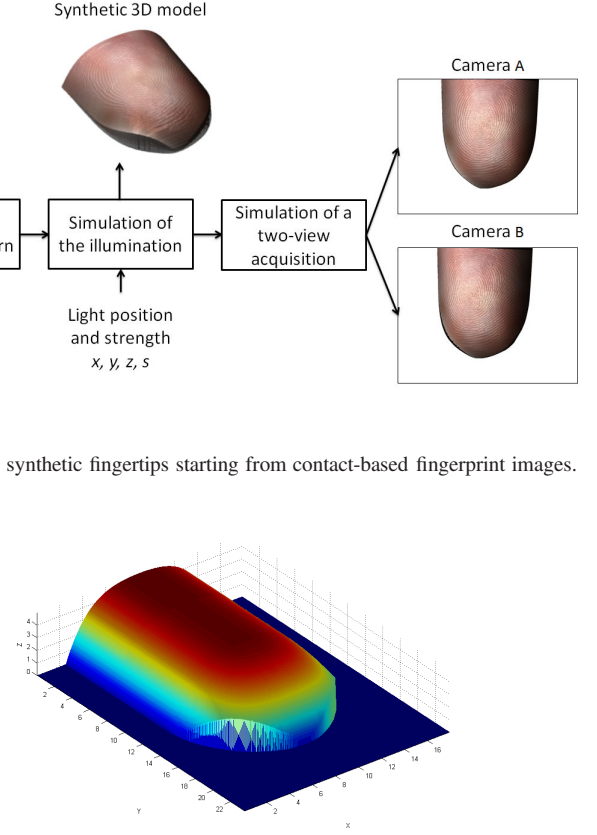 Synthetic 3D model
Camera A
rn
Simulation of
the illumination
Simulation of a
two-view
acquisition
Camera B
Light position
and strength
x, y, z, s
synthetic fingertips starting from contact-based fingerprint images.
4
3
2
1
0
Z
2
4
6
8
10
12
14
16
18
20
22
Y
2
4
6
8
10
12
14
16
X